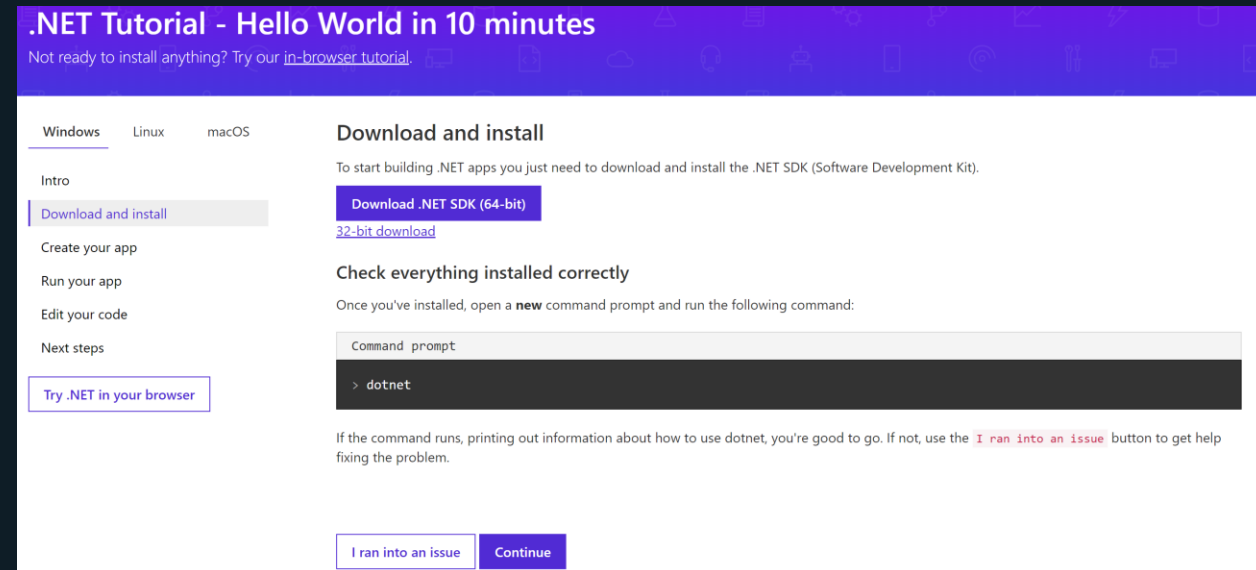 .NET Tutorial - Hello World in 10 minutes
Not ready to install anything? Try our in-browser tutorial.
Windows Linux macOS
Intro
Download and install
Create your app
Run your app
Edit your code
Next steps
Try .NET in your browser
Download and install
To start building .NET apps you just need to download and install the .NET SDK (Software Development Kit).
Download .NET SDK (64-bit)
32-bit download
Check everything installed correctly
Once you've installed, open a new command prompt and run the following command:
Command prompt
> dotnet
If the command runs, printing out information about how to use dotnet, you're good to go. If not, use the I ran into an issue button to get help
fixing the problem.
I ran into an issue Continue